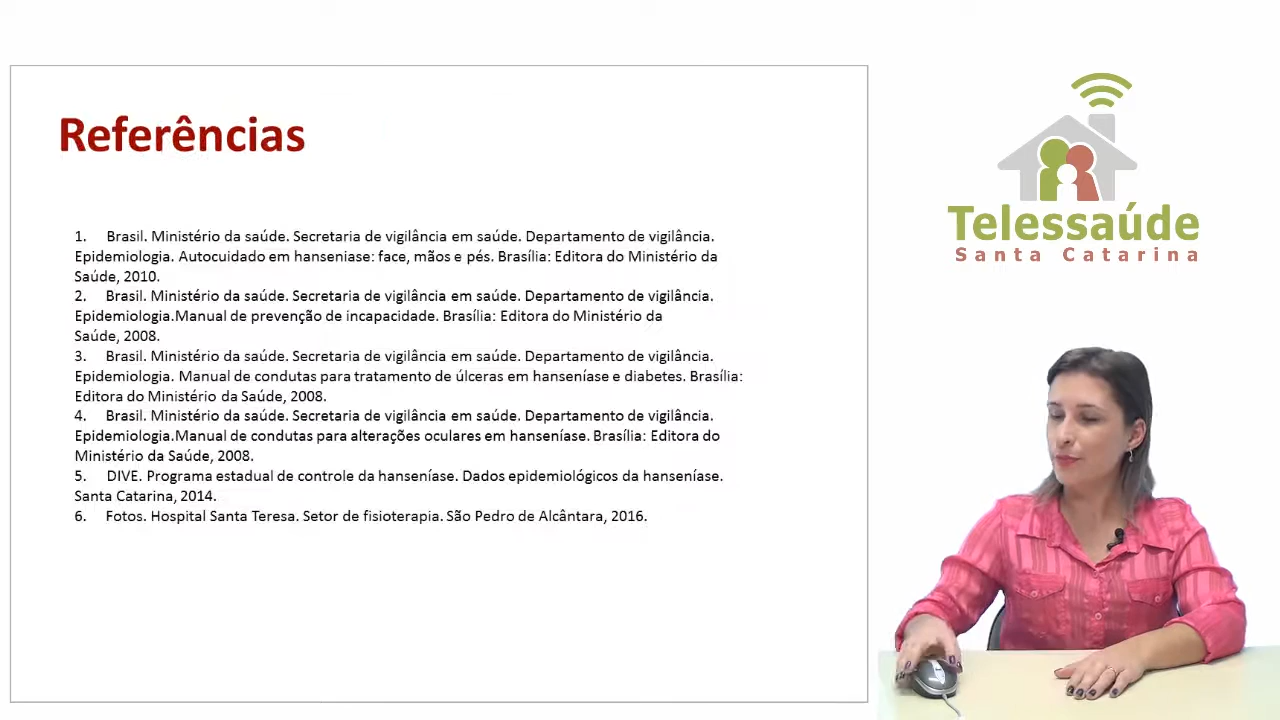 Referências
1. Brasil. Ministério da saúde. Secretaria de vigilância em saúde. Departamento de vigilância.
Epidemiologia. Autocuidado em hanseniase: face, mãos e pés. Brasília: Editora do Ministério da
Saúde, 2010.
2. Brasil. Ministério da saúde. Secretaria de vigilância em saúde. Departamento de vigilância.
Epidemiologia.Manual de prevenção de incapacidade. Brasília: Editora do Ministério da
Saúde, 2008.
3. Brasil. Ministério da saúde. Secretaria de vigilância em saúde. Departamento de vigilância.
Epidemiologia. Manual de condutas para tratamento de úlceras em hanseníase e diabetes. Brasília:
Editora do Ministério da Saúde, 2008.
4. Brasil. Ministério da saúde. Secretaria de vigilância em saúde. Departamento de vigilância.
Epidemiologia.Manual de condutas para alterações oculares em hanseníase. Brasília: Editora do
Ministério da Saúde, 2008.
5. DIVE. Programa estadual de controle da hanseníase. Dados epidemiológicos da hanseníase.
Santa Catarina, 2014.
6. Fotos. Hospital Santa Teresa. Setor de fisioterapia. São Pedro de Alcântara, 2016.
Telessaúde
Santa Catarina